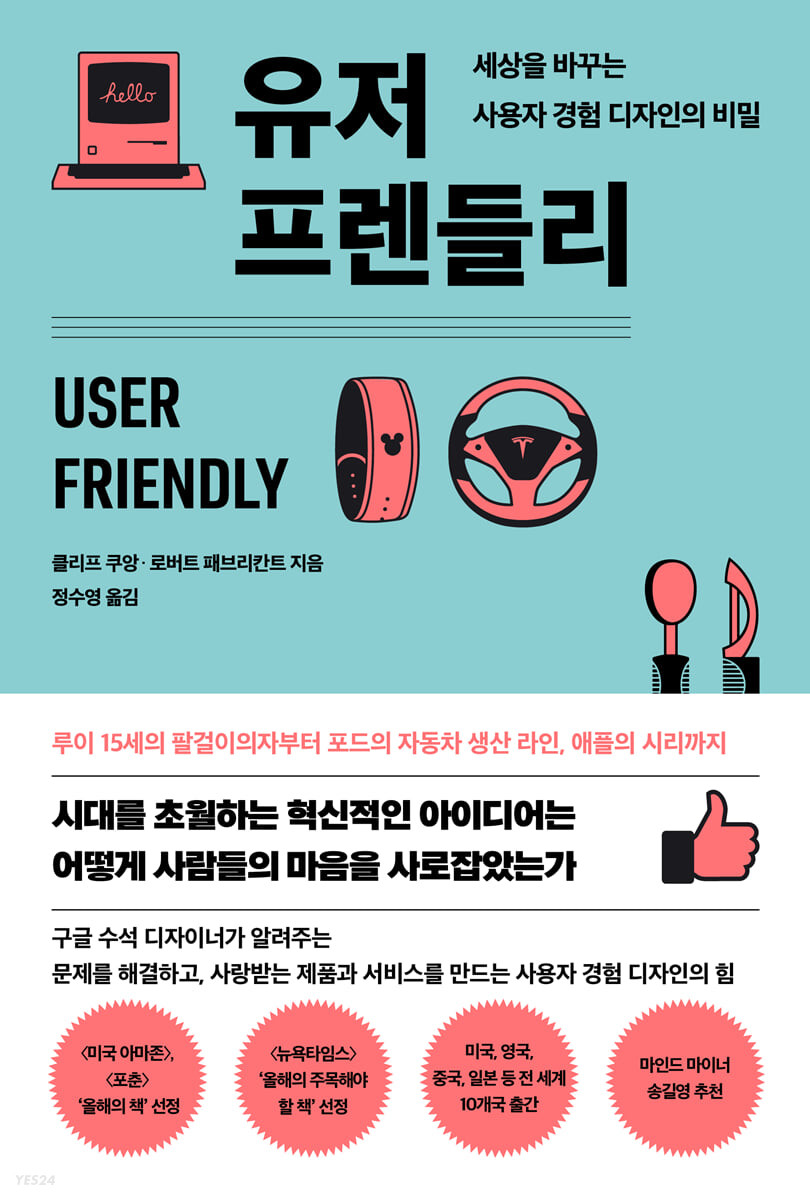 hello
유저
프렌들리
세상을 바꾸는
사용자 경험 디자인의 비밀
USER
FRIENDLY
클리프 쿠앙 · 로버트 패브리칸트 지음
정수영 옮김
루이 15세의 팔걸이의자부터 포드의 자동차 생산 라인, 애플의 시리까지
시대를 초월하는 혁신적인 아이디어는
어떻게 사람들의 마음을 사로잡았는가
구글 수석 디자이너가 알려주는
문제를 해결하고, 사랑받는 제품과 서비스를 만드는 사용자 경험 디자인의 힘
〈미국 아마존〉,
〈포춘〉
‘올해의 책’ 선정
〈뉴욕타임스〉
‘올해의 주목해야
할 책’ 선정
미국, 영국,
중국, 일본 등 전 세계
10개국 출간
마인드 마이너
송길영 추천
YES24